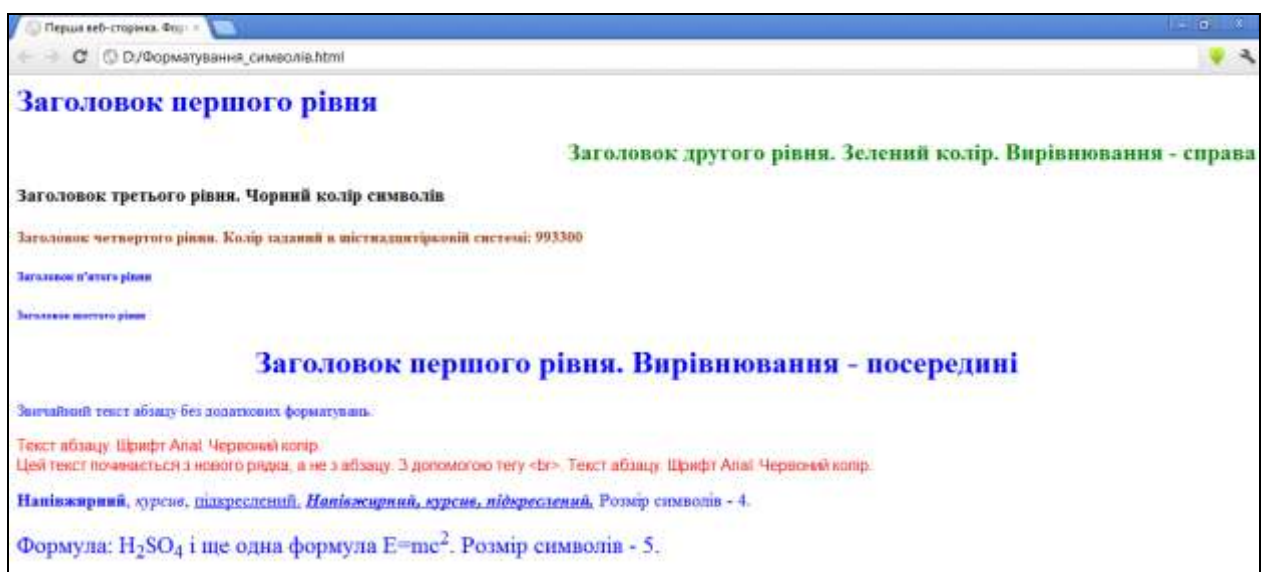 Перша веб-сторінка. Фор
D:/Форматування_символів.html
Заголовок першого рівня
Заголовок другого рівня. Зелений колір. Вирівнювання - справа
Заголовок третього рівня. Чорний колір символів
Заголовок четвертого рівня. Колір заданий в шістнадцятірковій системі: 993300
Заголовок п'ятого рівня
Заголовок шостого рівня
Заголовок першого рівня. Вирівнювання - посередині
Звичайний текст абзацу без додаткових форматувань.
Текст абзацу. Шрифт Arial. Червоний колір.
Цей текст починається з нового рядка, а не з абзацу. З допомогою тегу <br>. Текст абзацу. Шрифт Arial. Червоний колір.
Напівжирний, курсив, підкреслений. Напівжирний, курсив, підкреслений. Розмір символів - 4.
Формула: H₂SO₄ і ще одна формула E=mc². Розмір символів - 5.